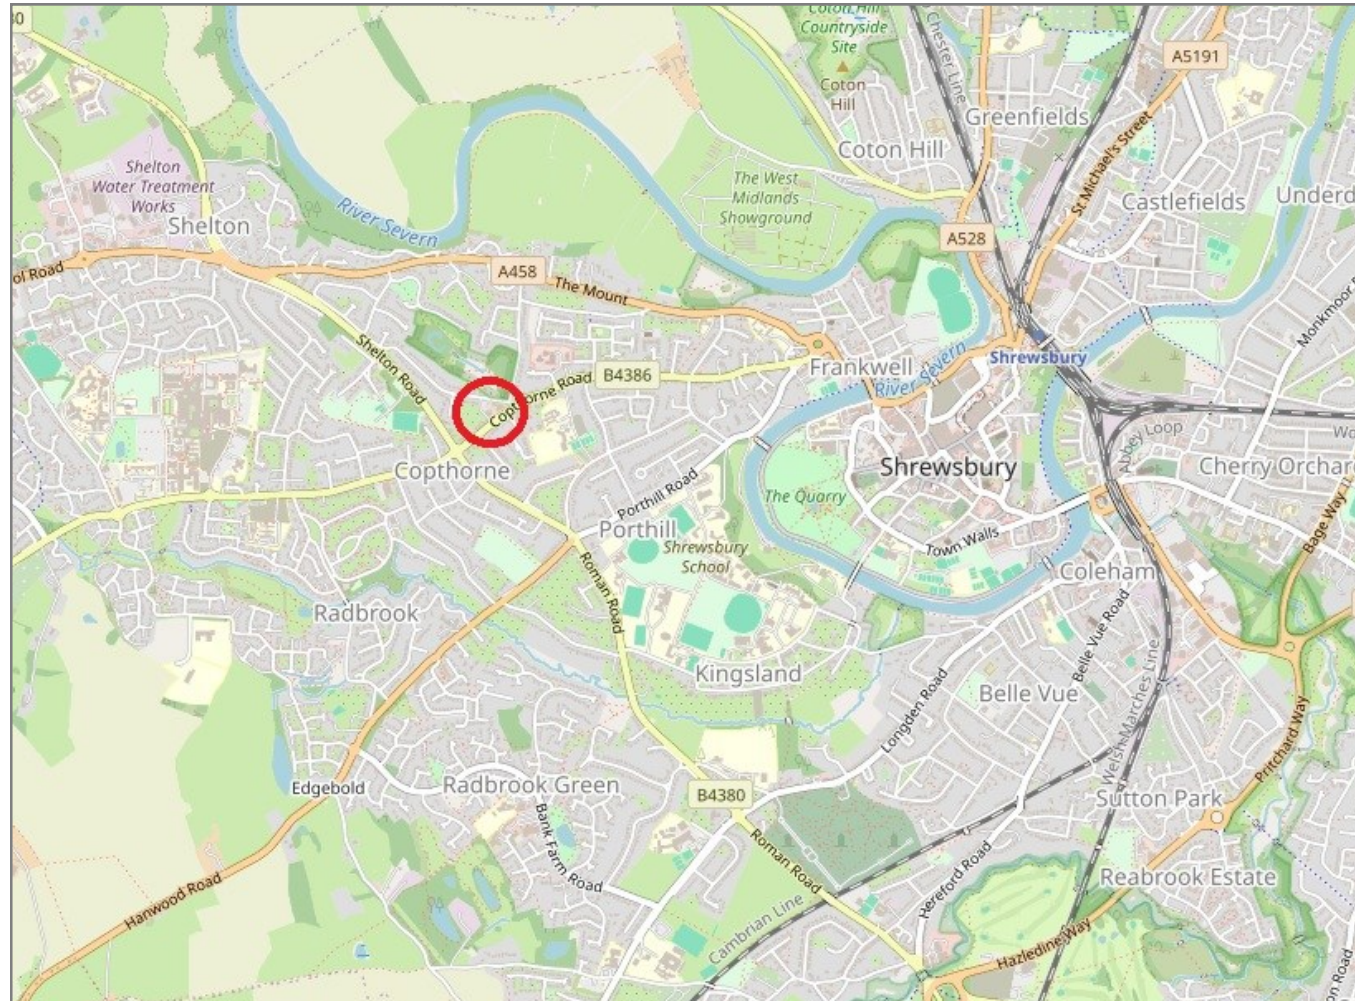 Coton Hill
Countryside
Site
Coton
Hill
A5191
Chester Line
Greenfields
St Michael's Street
Coton Hill
Shelton
Water Treatment
Works
Shelton
River Severn
The West
Midlands
Showground
Castlefields
Underd
A528
ol Road
A458
The Mount
Monkmoor
Shelton Road
Copthorne Road
B4386
Frankwell
River Severn
Shrewsbury
Copthorne
Porthill Road
The Quarry
Shrewsbury
Abbey Loop
Wo
Cherry Orchar
Porthill
Shrewsbury
School
Town Walls
Bage Way
Coleham
Radbrook
Roman Road
Kingsland
Belle Vue Road
Longden Road
Belle Vue
Welsh Marches Line
Pritchard Way
Edgebold
Radbrook Green
B4380
Sutton Park
Bank Farm Road
Roman Road
Hereford Road
Reabrook Estate
Hanwood Road
Cambrian Line
Hazledine Way
on Road